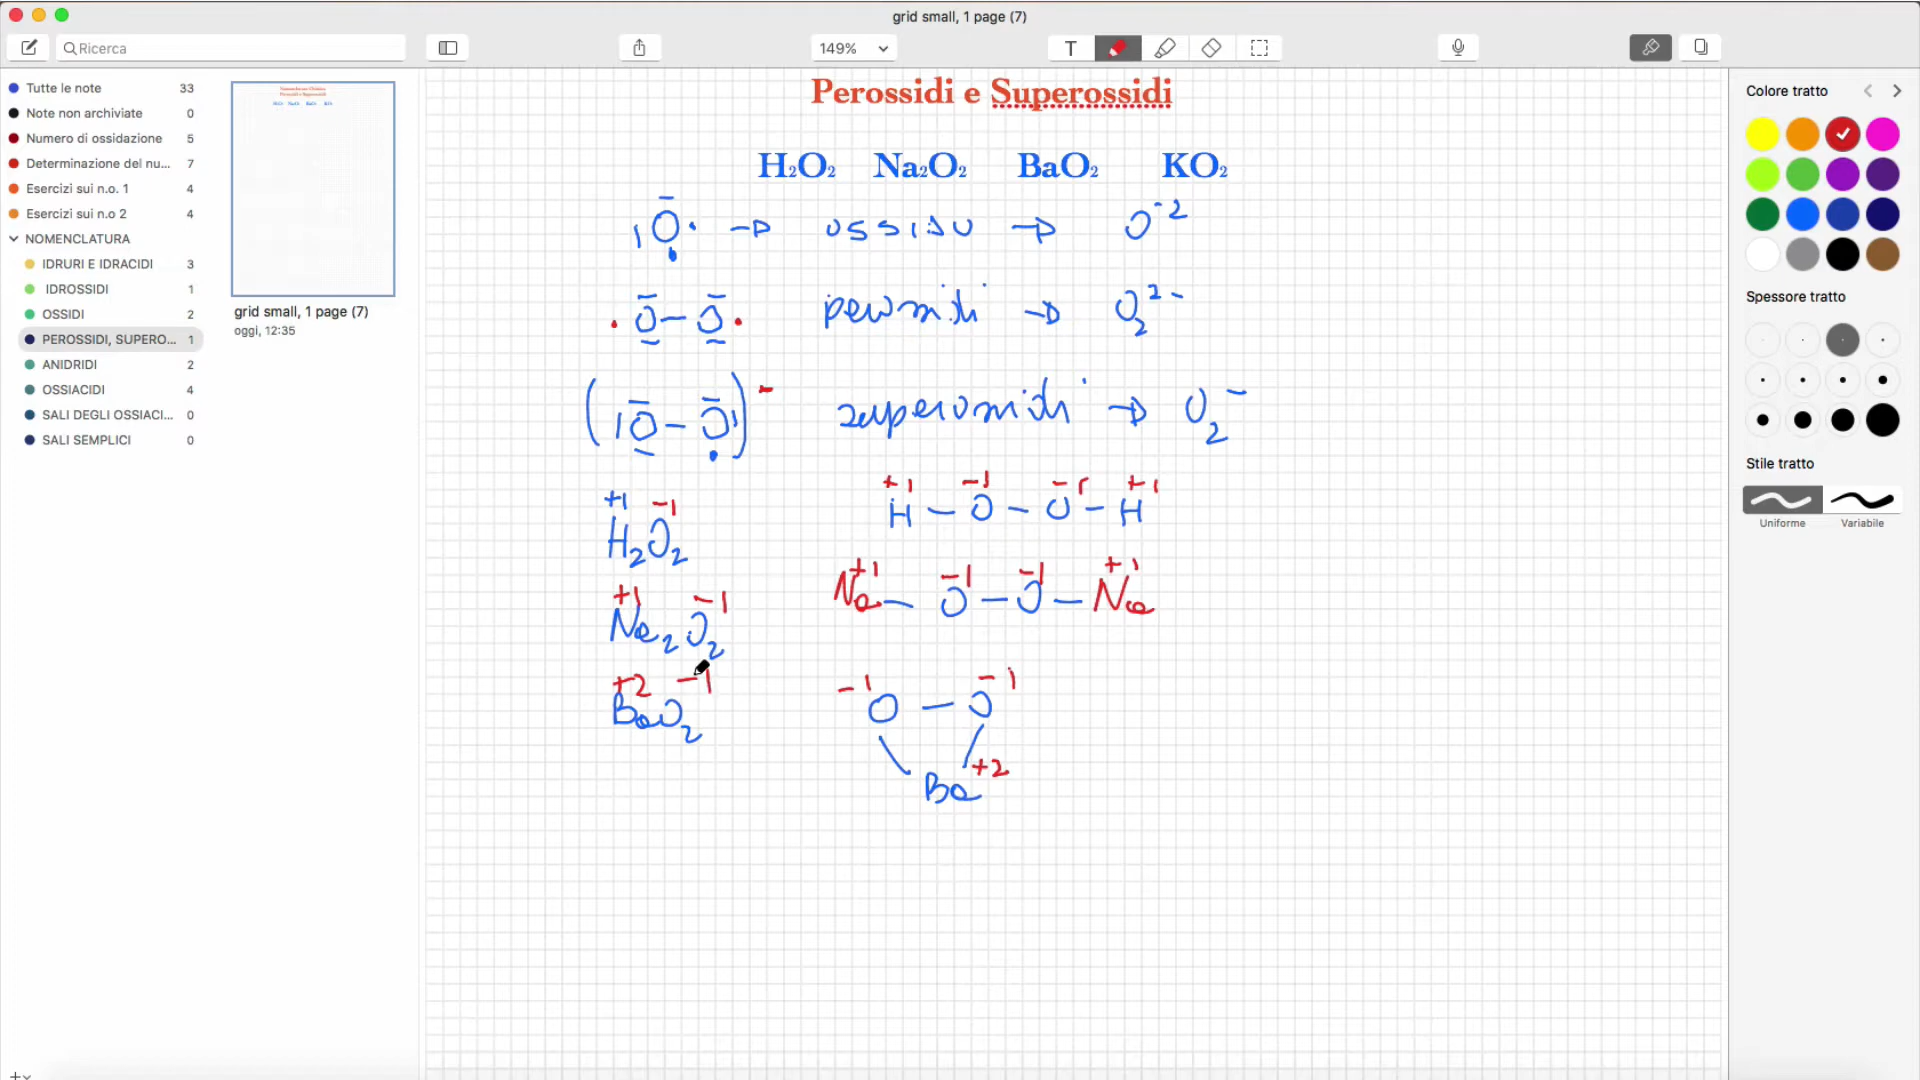 grid small, 1 page (7)
Ricerca
149%
T
Tutte le note 33
Note non archiviate 0
Numero di ossidazione 5
Determinazione del nu... 7
Esercizi sui n.o. 1 4
Esercizi sui n.o 2 4
NOMENCLATURA
IDRURI E IDRACIDI 3
IDROSSIDI 1
OSSIDI 2
PEROSSIDI, SUPERO... 1
ANIDRIDI 2
OSSIACIDI 4
SALI DEGLI OSSIACI... 0
SALI SEMPLICI 0
grid small, 1 page (7)
oggi, 12:35
Perossidi e Superossidi
H₂O₂ Na₂O₂ BaO₂ KO₂
O → OSSIDO → O⁻²
O – O perossidi → O₂²⁻
(O – O)⁻ superossidi → O₂⁻
+1 -1 +1 -1 -1 +1
H₂O₂ H – O – O – H
+1 -1 +1 -1 -1 +1
Na₂O₂ Na – O – O – Na
+2 -1 -1 -1
BaO₂ O – O
+2
Ba
Colore tratto
Spessore tratto
Stile tratto
Uniforme Variabile